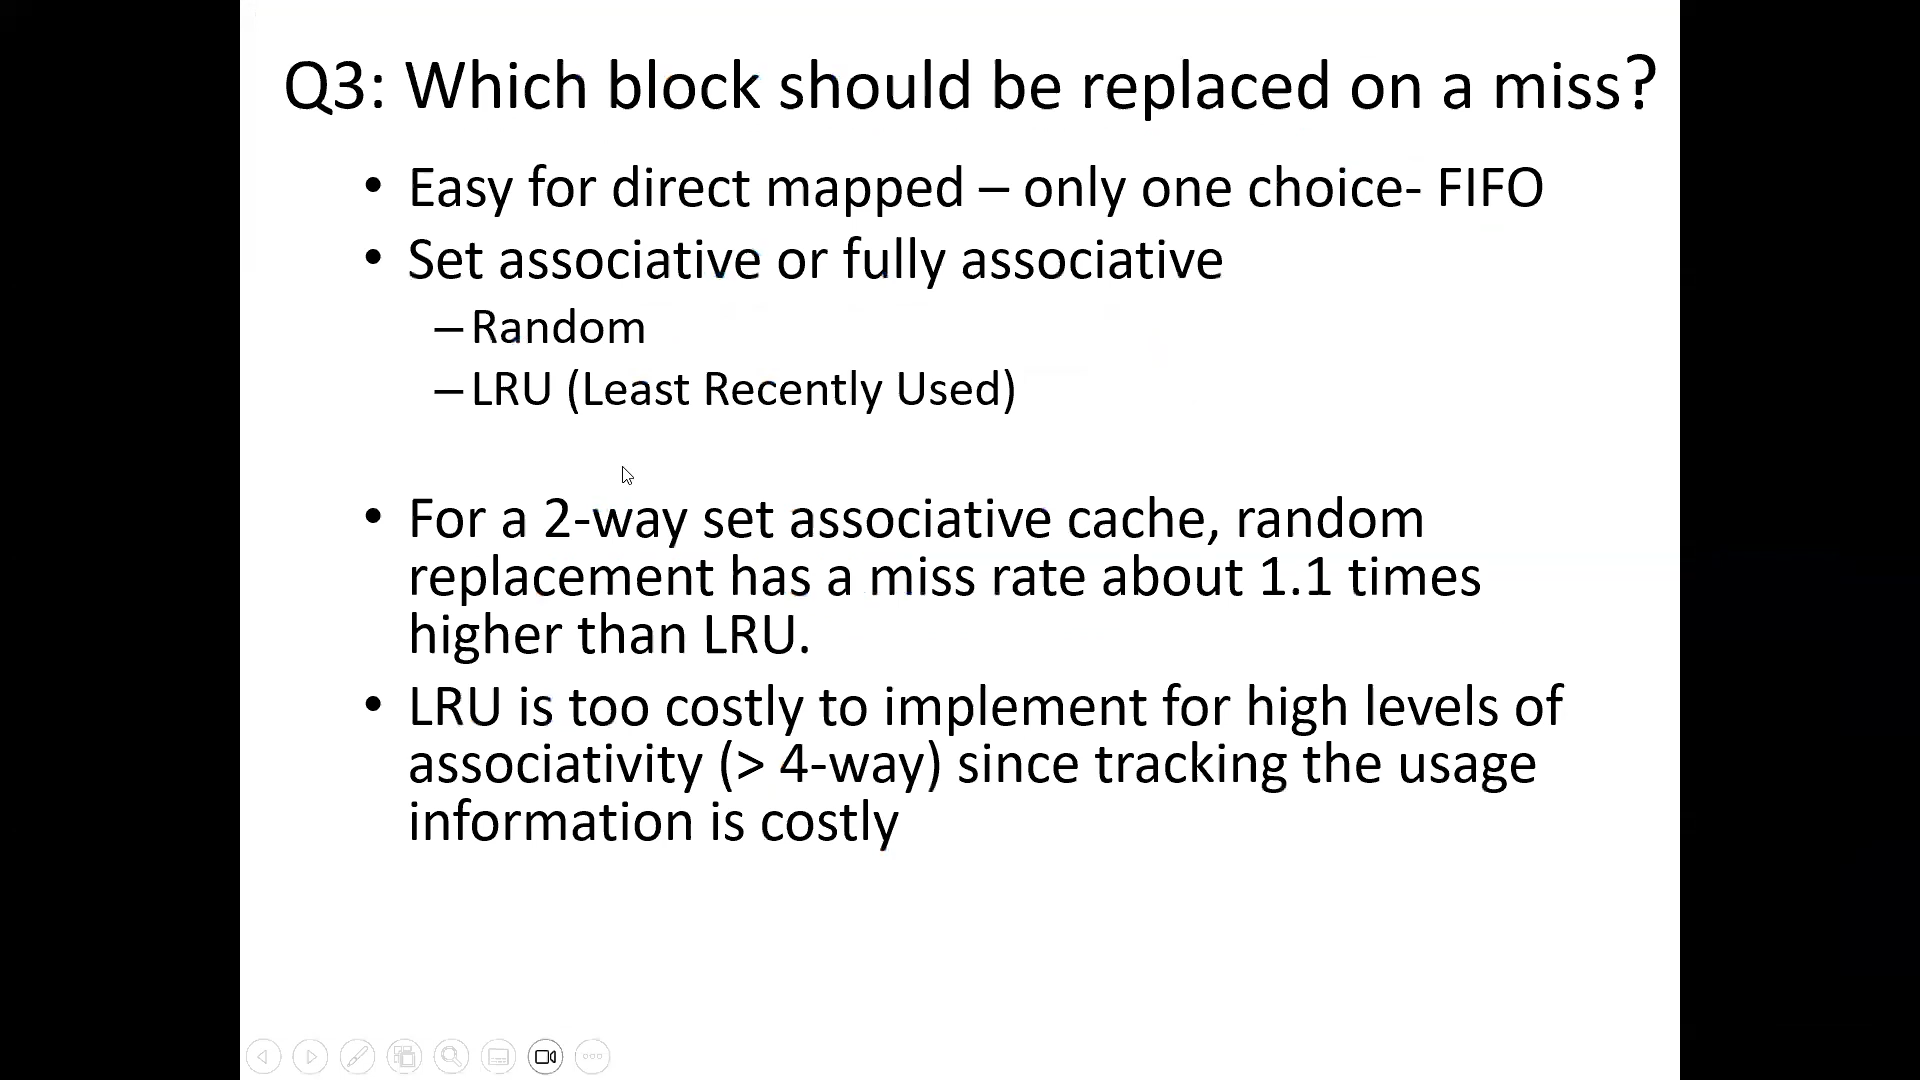 Q3: Which block should be replaced on a miss?
• Easy for direct mapped – only one choice- FIFO
• Set associative or fully associative
– Random
– LRU (Least Recently Used)
• For a 2-way set associative cache, random
replacement has a miss rate about 1.1 times
higher than LRU.
• LRU is too costly to implement for high levels of
associativity (> 4-way) since tracking the usage
information is costly